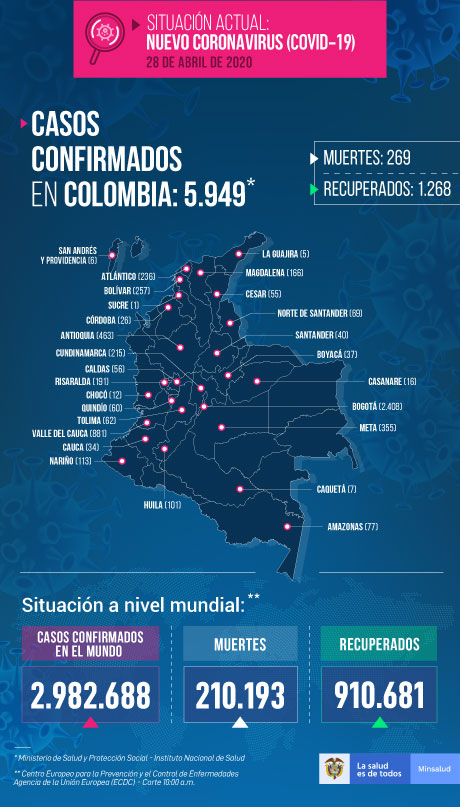 SITUACIÓN ACTUAL:
NUEVO CORONAVIRUS (COVID-19)
28 DE ABRIL DE 2020
CASOS
CONFIRMADOS
EN COLOMBIA: 5.949*
MUERTES: 269
RECUPERADOS: 1.268
SAN ANDRÉS
Y PROVIDENCIA (6)
ATLÁNTICO (236)
BOLÍVAR (257)
SUCRE (1)
CÓRDOBA (26)
ANTIOQUIA (463)
CUNDINAMARCA (215)
CALDAS (56)
RISARALDA (191)
CHOCÓ (12)
QUINDÍO (60)
TOLIMA (62)
VALLE DEL CAUCA (881)
CAUCA (34)
NARIÑO (113)
HUILA (101)
LA GUAJIRA (5)
MAGDALENA (166)
CESAR (55)
NORTE DE SANTANDER (69)
SANTANDER (40)
BOYACÁ (37)
CASANARE (16)
BOGOTÁ (2.408)
META (355)
CAQUETÁ (7)
AMAZONAS (77)
Situación a nivel mundial:**
CASOS CONFIRMADOS
EN EL MUNDO
2.982.688
MUERTES
210.193
RECUPERADOS
910.681
*Ministerio de Salud y Protección Social - Instituto Nacional de Salud
** Centro Europeo para la Prevención y el Control de Enfermedades
Agencia de la Unión Europea (ECDC) - Corte 10:00 a.m.
La salud
es de todos
Minsalud